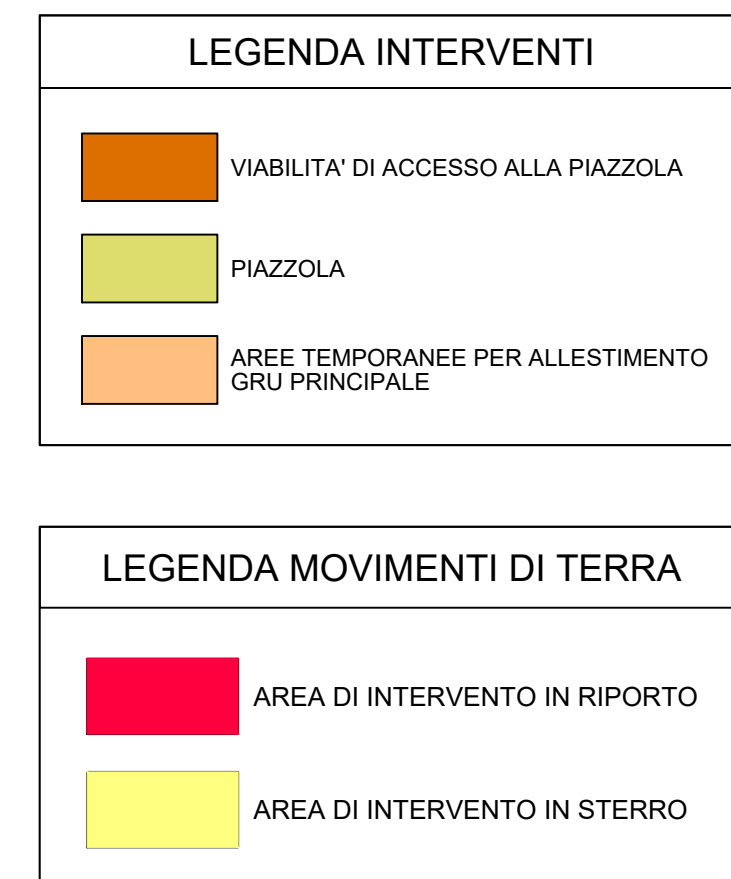 LEGENDA INTERVENTI
VIABILITA' DI ACCESSO ALLA PIAZZOLA
PIAZZOLA
AREE TEMPORANEE PER ALLESTIMENTO
GRU PRINCIPALE
LEGENDA MOVIMENTI DI TERRA
AREA DI INTERVENTO IN RIPORTO
AREA DI INTERVENTO IN STERRO